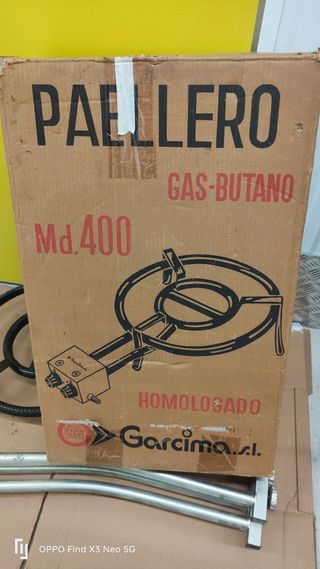 PAELLERO
GAS-BUTANO
Md.400
HOMOLOGADO
Garcima.s.l.
OPPO Find X3 Neo 5G